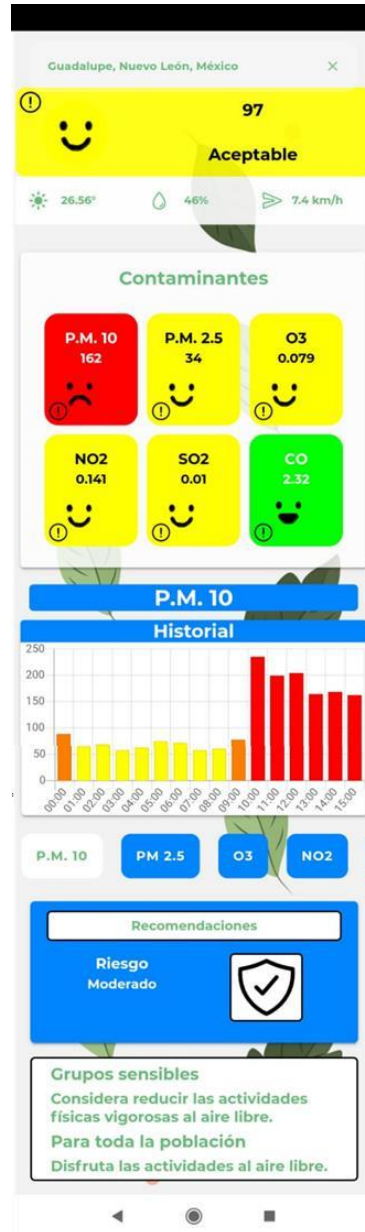 Guadalupe, Nuevo León, México
97
Aceptable
26.56°
46%
7.4 km/h
Contaminantes
P.M. 10
162
P.M. 2.5
34
O3
0.079
NO2
0.141
SO2
0.01
CO
2.32
P.M. 10
Historial
250
200
150
100
50
0
00:00 01:00 02:00 03:00 04:00 05:00 06:00 07:00 08:00 09:00 10:00 11:00 12:00 13:00 14:00 15:00
P.M. 10
PM 2.5
O3
NO2
Recomendaciones
Riesgo
Moderado
Grupos sensibles
Considera reducir las actividades
físicas vigorosas al aire libre.
Para toda la población
Disfruta las actividades al aire libre.